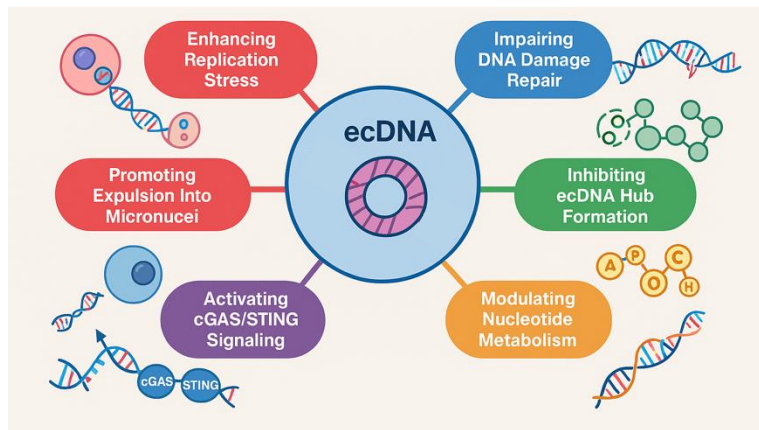 Enhancing
Replication
Stress
Impairing
DNA Damage
Repair
ecDNA
Promoting
Expulsion Into
Micronuclei
Inhibiting
ecDNA Hub
Formation
Activating
cGAS/STING
Signaling
Modulating
Nucleotide
Metabolism
A P O C H
cGAS STING